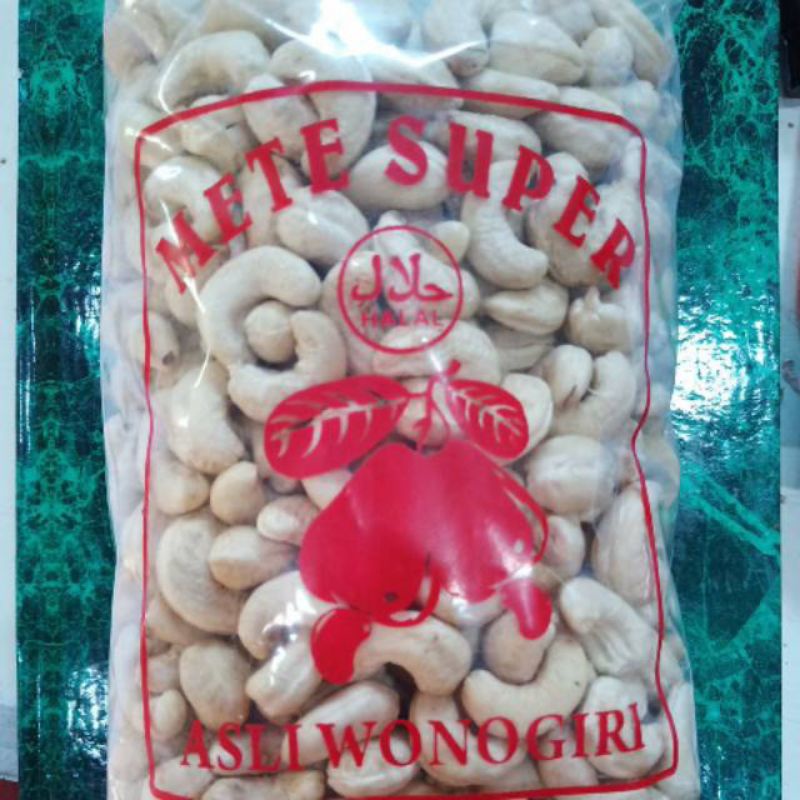 METE SUPER
حلال
HALAL
ASLI WONOGIRI